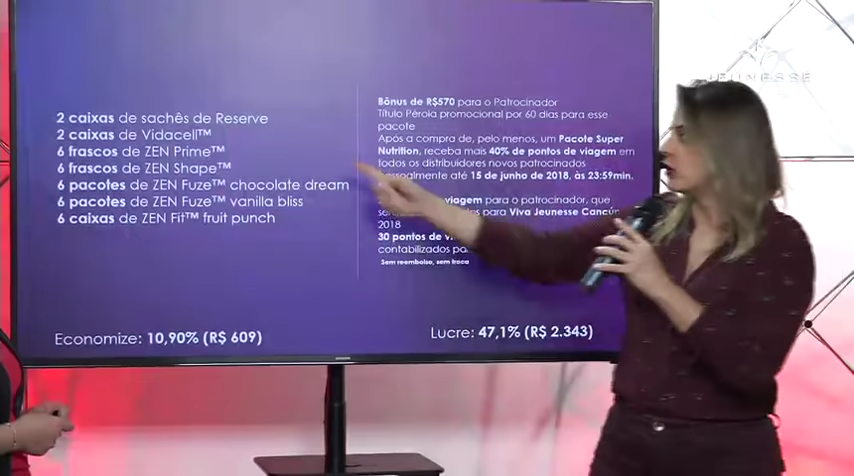 JEUNESSE
2 caixas de sachês de RESERVE
2 caixas de VIDACELL™
6 frascos de ZEN PRIME™
6 frascos de ZEN SHAPE™
6 pacotes de ZEN FUZE™ CHOCOLATE DREAM
6 pacotes de ZEN FUZE™ VANILLA BLISS
6 caixas de ZEN FIT™ FRUIT PUNCH
Economize: 10,90% (R$ 609)
Bônus de R$570 para o Patrocinador
Título Pérola promocional por 60 dias para esse
pacote
Após a compra de, pelo menos, um Pacote Super
Nutrition, receba mais 40% de pontos de viagem em
todos os distribuidores novos patrocinados
até 15 de junho de 2018, às 23:59min.
viagem para o patrocinador, que
para Viva Jeunesse Cancún
2018
30 pontos de
contabilizados
Sem reembolso, sem troca
Lucre: 47,1% (R$ 2.343)